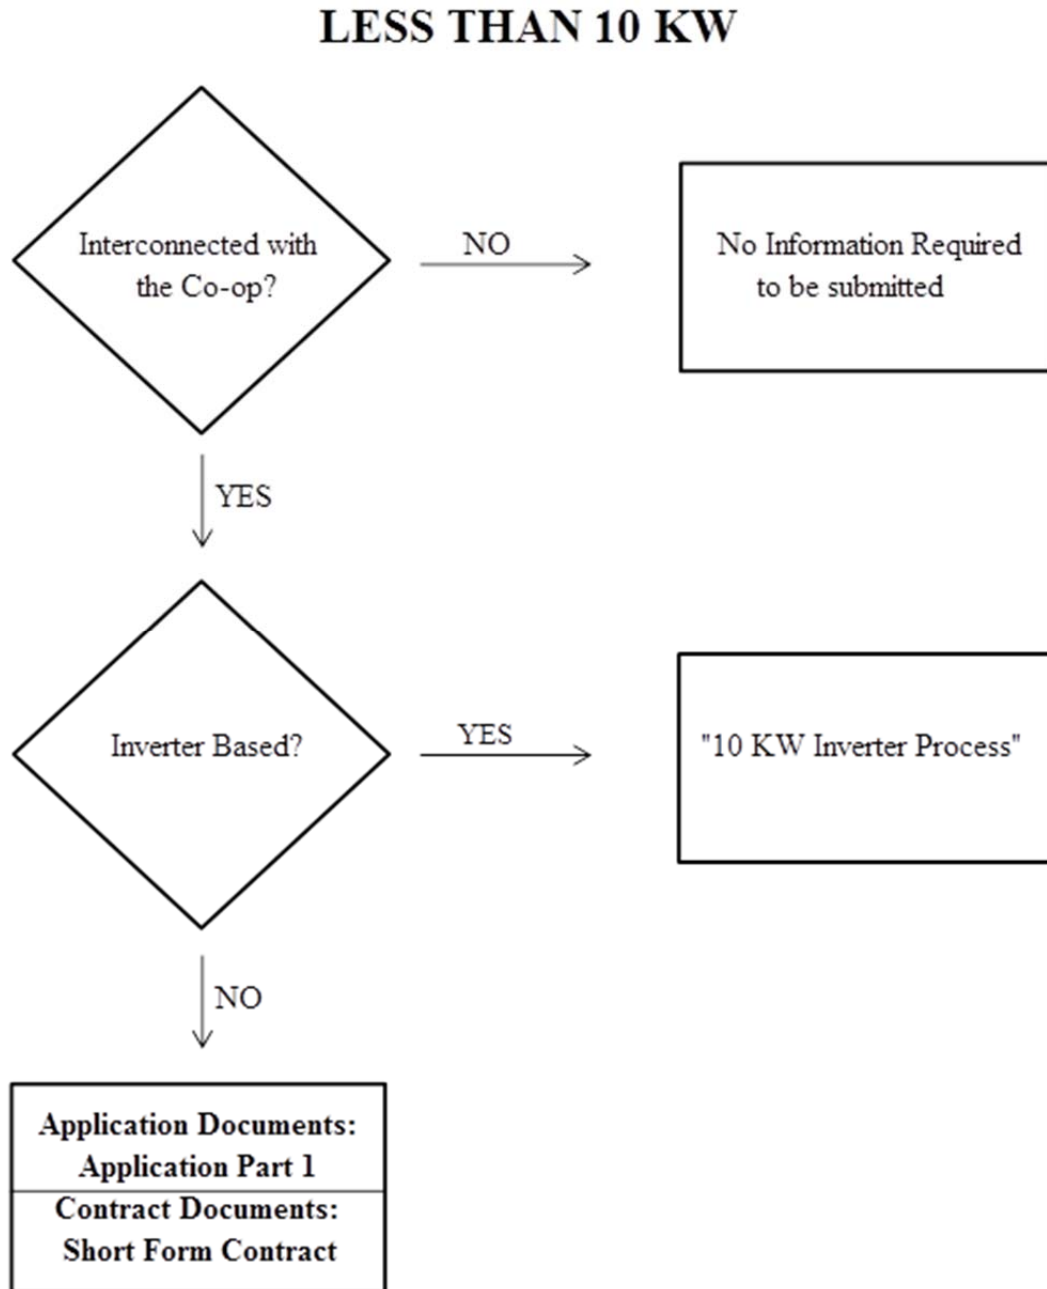 LESS THAN 10 KW
Interconnected with
the Co-op?
NO
No Information Required
to be submitted
YES
Inverter Based?
YES
"10 KW Inverter Process"
NO
Application Documents:
Application Part 1
Contract Documents:
Short Form Contract